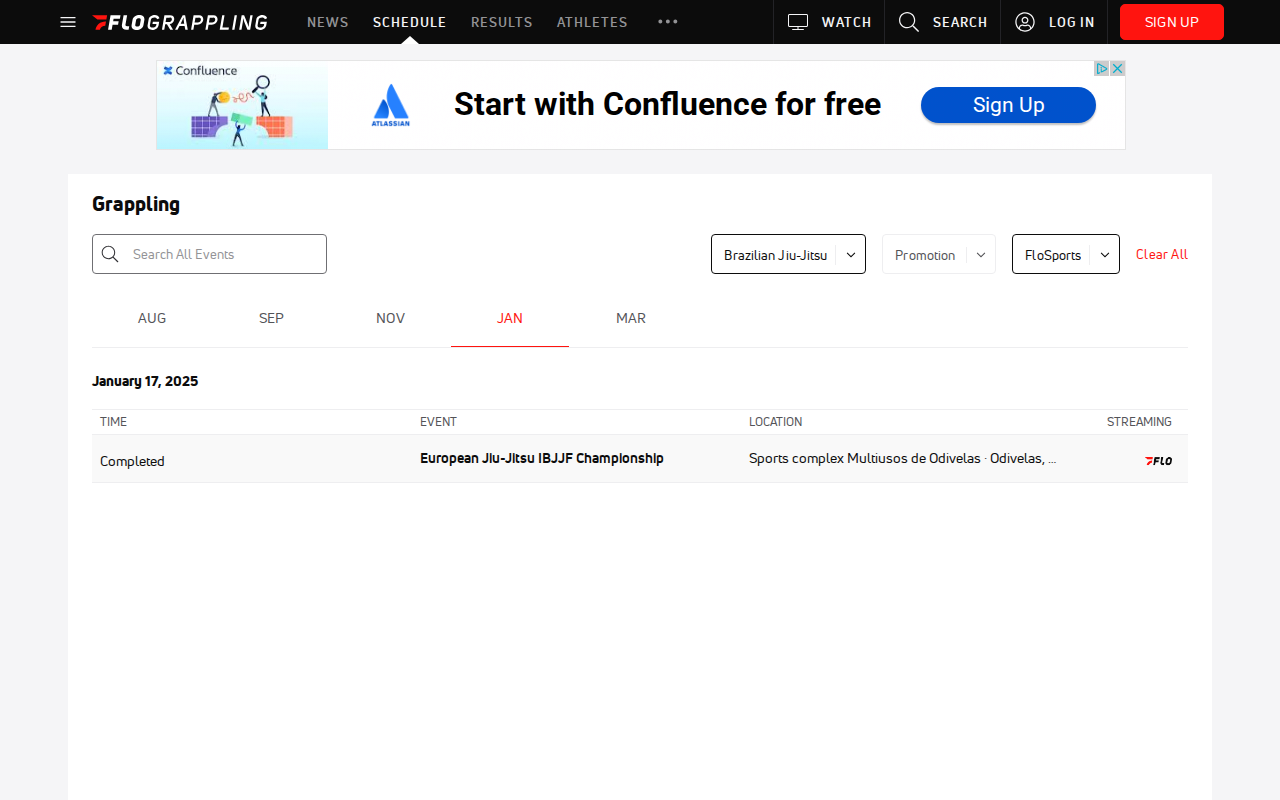 FLOGRAPPLING NEWS SCHEDULE RESULTS ATHLETES WATCH SEARCH LOG IN SIGN UP
Confluence
ATLASSIAN
Start with Confluence for free
Sign Up
Grappling
Search All Events
Brazilian Jiu-Jitsu
Promotion
FloSports
Clear All
AUG SEP NOV JAN MAR
January 17, 2025
TIME EVENT LOCATION STREAMING
Completed European Jiu-Jitsu IBJJF Championship Sports complex Multiusos de Odivelas · Odivelas, ... FLO